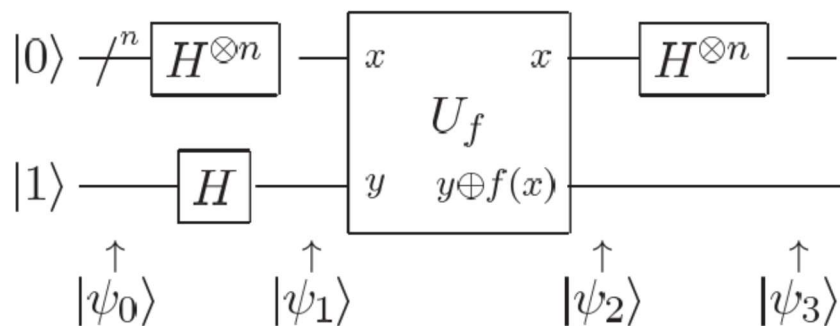 |0⟩ n H⊗n x x H⊗n
U_f
|1⟩ H y y⊕f(x)
↑ ↑ ↑ ↑
|ψ₀⟩ |ψ₁⟩ |ψ₂⟩ |ψ₃⟩